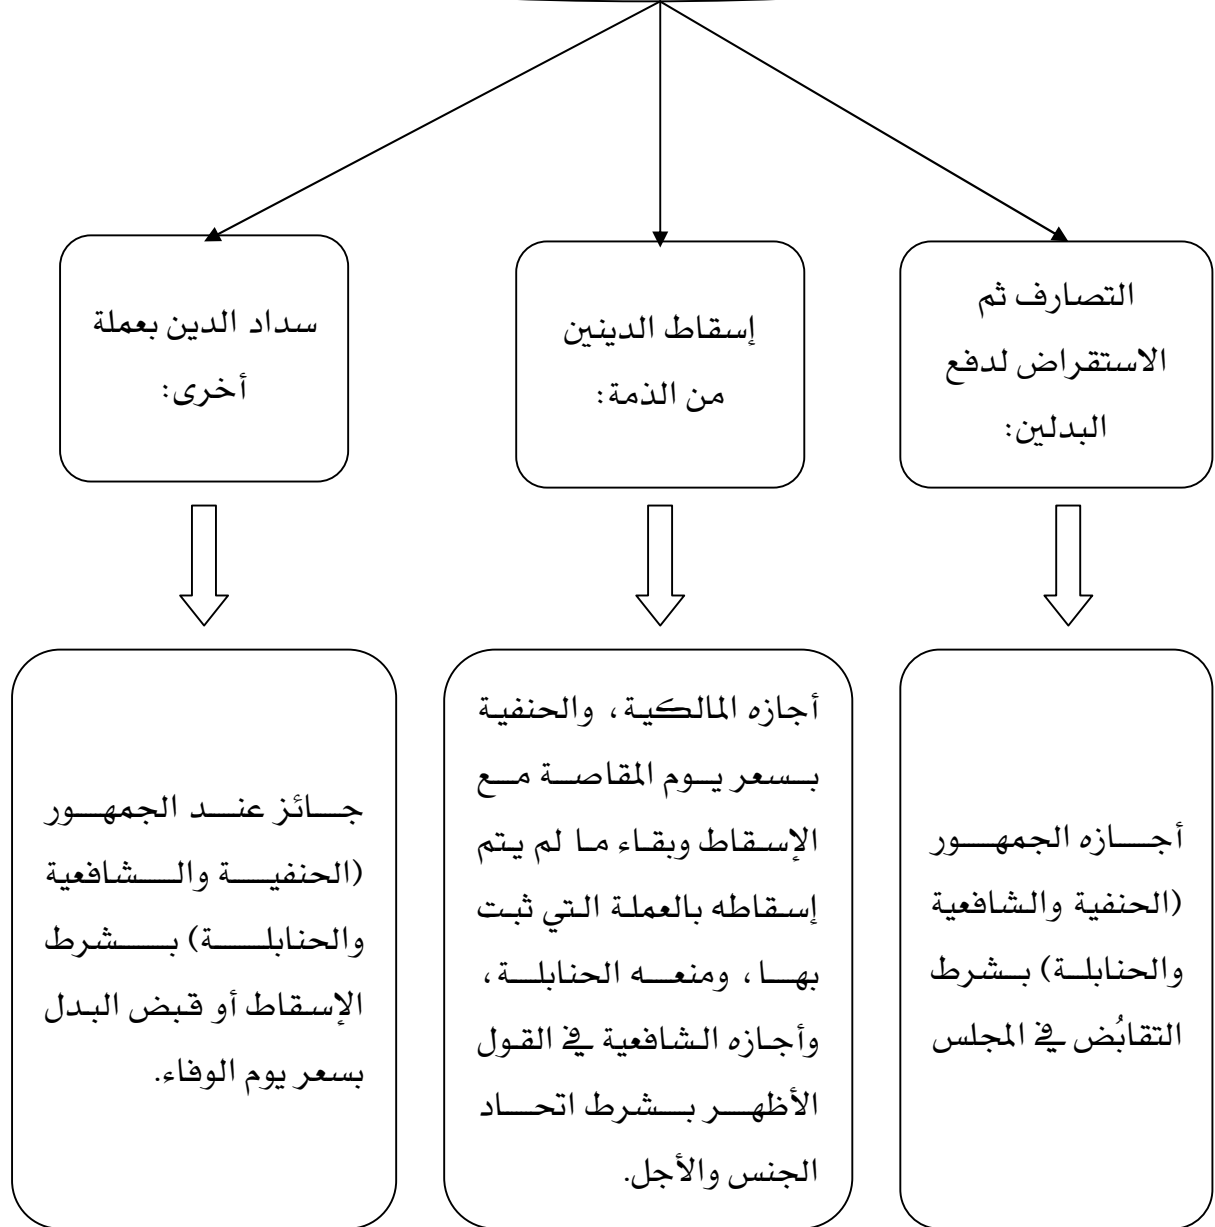 التصارف ثم
الاستقراض لدفع
البدلين:
إسقاط الدينين
من الذمة:
سداد الدين بعملة
أخرى:
أجازه الجمهور
(الحنفية والشافعية
والحنابلة) بشرط
التقابُض في المجلس
أجازه المالكية، والحنفية
بسعر يوم المقاصة مع
الإسقاط وبقاء ما لم يتم
إسقاطه بالعملة التي ثبت
بها، ومنعه الحنابلة،
وأجازه الشافعية في القول
الأظهر بشرط اتحاد
الجنس والأجل.
جائز عند الجمهور
(الحنفية والشافعية
والحنابلة) بشرط
الإسقاط أو قبض البدل
بسعر يوم الوفاء.